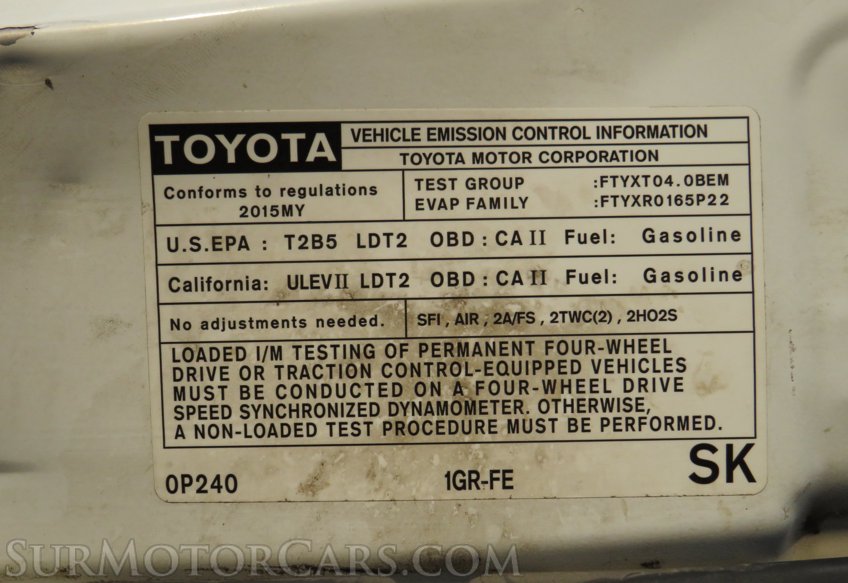 TOYOTA
VEHICLE EMISSION CONTROL INFORMATION
TOYOTA MOTOR CORPORATION
Conforms to regulations
2015MY
TEST GROUP :FTYXT04.0BEM
EVAP FAMILY :FTYXR0165P22
U.S.EPA : T2B5 LDT2 OBD : CA II Fuel: Gasoline
California: ULEVII LDT2 OBD : CA II Fuel: Gasoline
No adjustments needed.
SFI , AIR , 2A/FS , 2TWC(2) , 2HO2S
LOADED I/M TESTING OF PERMANENT FOUR-WHEEL
DRIVE OR TRACTION CONTROL-EQUIPPED VEHICLES
MUST BE CONDUCTED ON A FOUR-WHEEL DRIVE
SPEED SYNCHRONIZED DYNAMOMETER. OTHERWISE,
A NON-LOADED TEST PROCEDURE MUST BE PERFORMED.
0P240 1GR-FE SK
SURMOTORCARS.COM